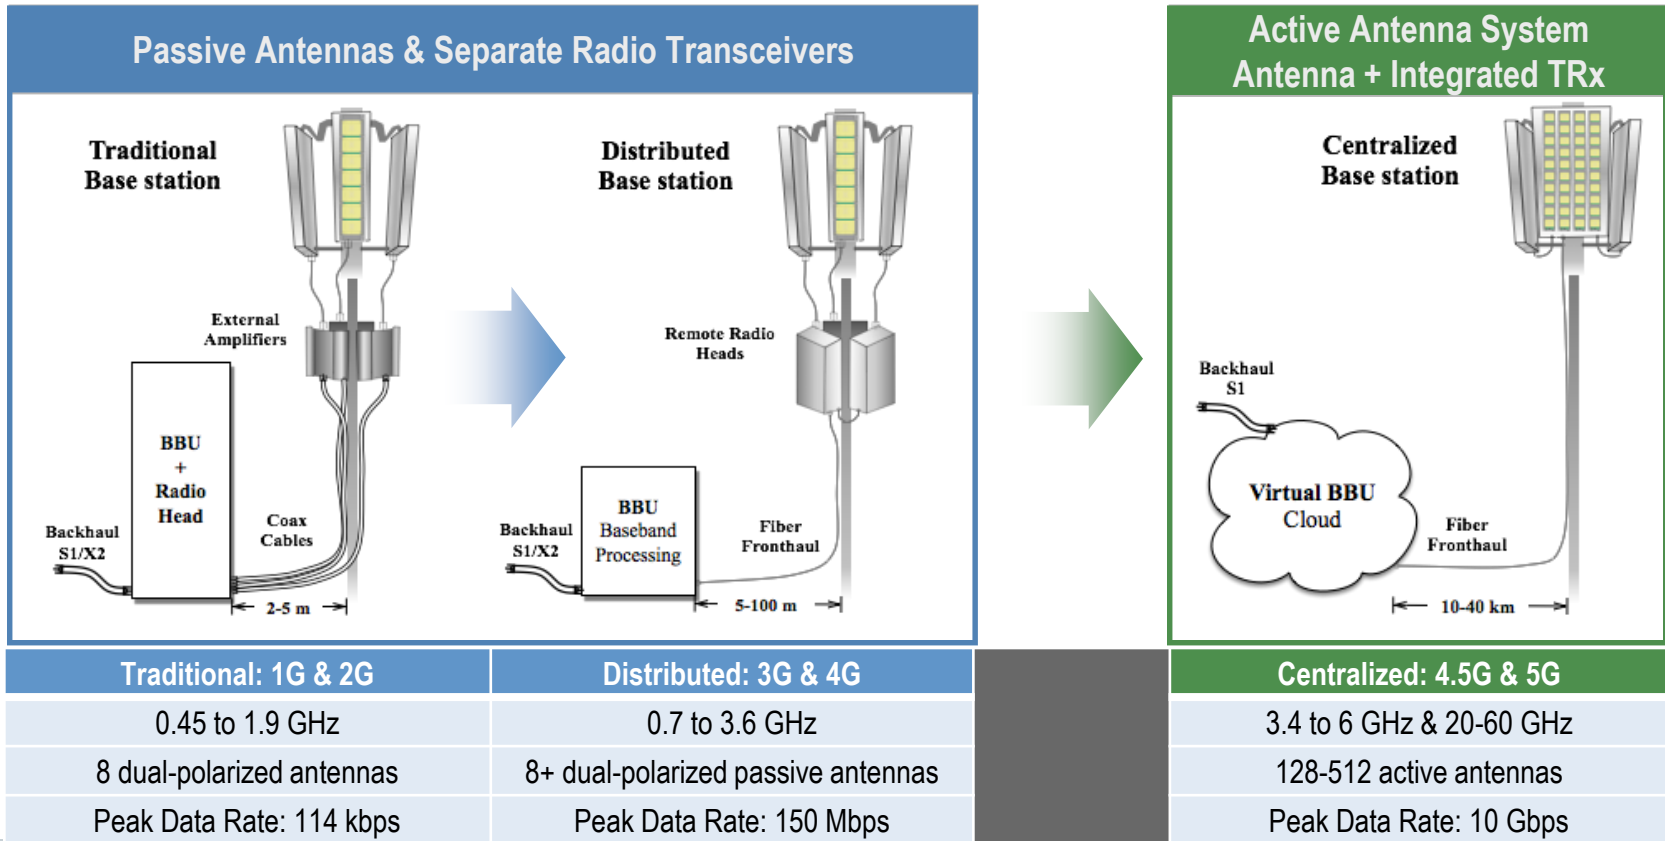 Passive Antennas & Separate Radio Transceivers
Active Antenna System
Antenna + Integrated TRx
Traditional
Base station
External
Amplifiers
BBU
+
Radio
Head
Coax
Cables
Backhaul
S1/X2
2-5 m
Distributed
Base station
Remote Radio
Heads
BBU
Baseband
Processing
Fiber
Fronthaul
Backhaul
S1/X2
5-100 m
Centralized
Base station
Backhaul
S1
Virtual BBU
Cloud
Fiber
Fronthaul
10-40 km
Traditional: 1G & 2G
Distributed: 3G & 4G
Centralized: 4.5G & 5G
0.45 to 1.9 GHz
0.7 to 3.6 GHz
3.4 to 6 GHz & 20-60 GHz
8 dual-polarized antennas
8+ dual-polarized passive antennas
128-512 active antennas
Peak Data Rate: 114 kbps
Peak Data Rate: 150 Mbps
Peak Data Rate: 10 Gbps